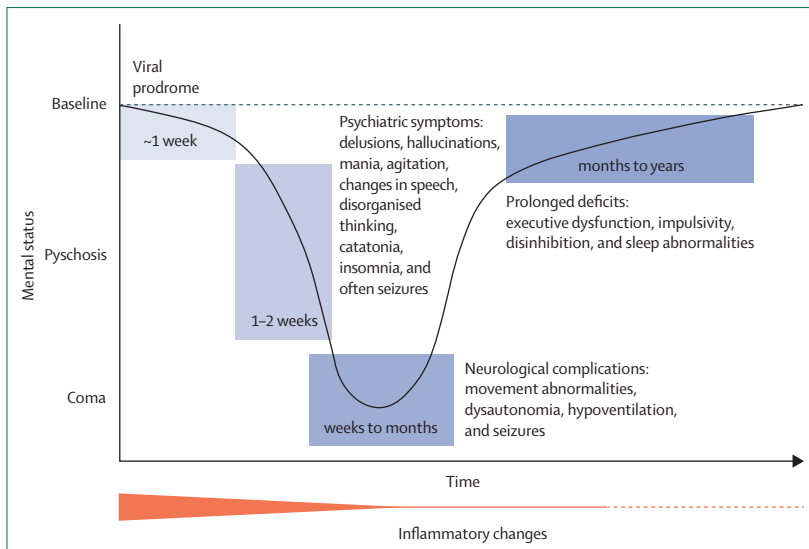 Viral
prodrome
Baseline
~1 week
Psychiatric symptoms:
delusions, hallucinations,
mania, agitation,
changes in speech,
disorganised
thinking,
catatonia,
insomnia, and
often seizures
months to years
Prolonged deficits:
executive dysfunction, impulsivity,
disinhibition, and sleep abnormalities
Mental status
Pyschosis
1–2 weeks
Coma
weeks to months
Neurological complications:
movement abnormalities,
dysautonomia, hypoventilation,
and seizures
Time
Inflammatory changes